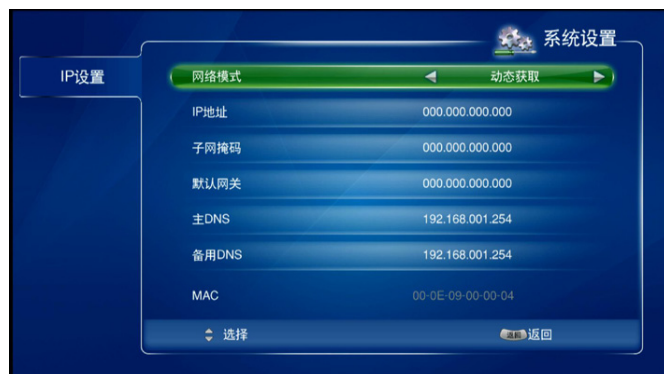 系统设置
IP设置
网络模式 动态获取
IP地址 000.000.000.000
子网掩码 000.000.000.000
默认网关 000.000.000.000
主DNS 192.168.001.254
备用DNS 192.168.001.254
MAC 00-0E-09-00-00-04
选择 返回 返回